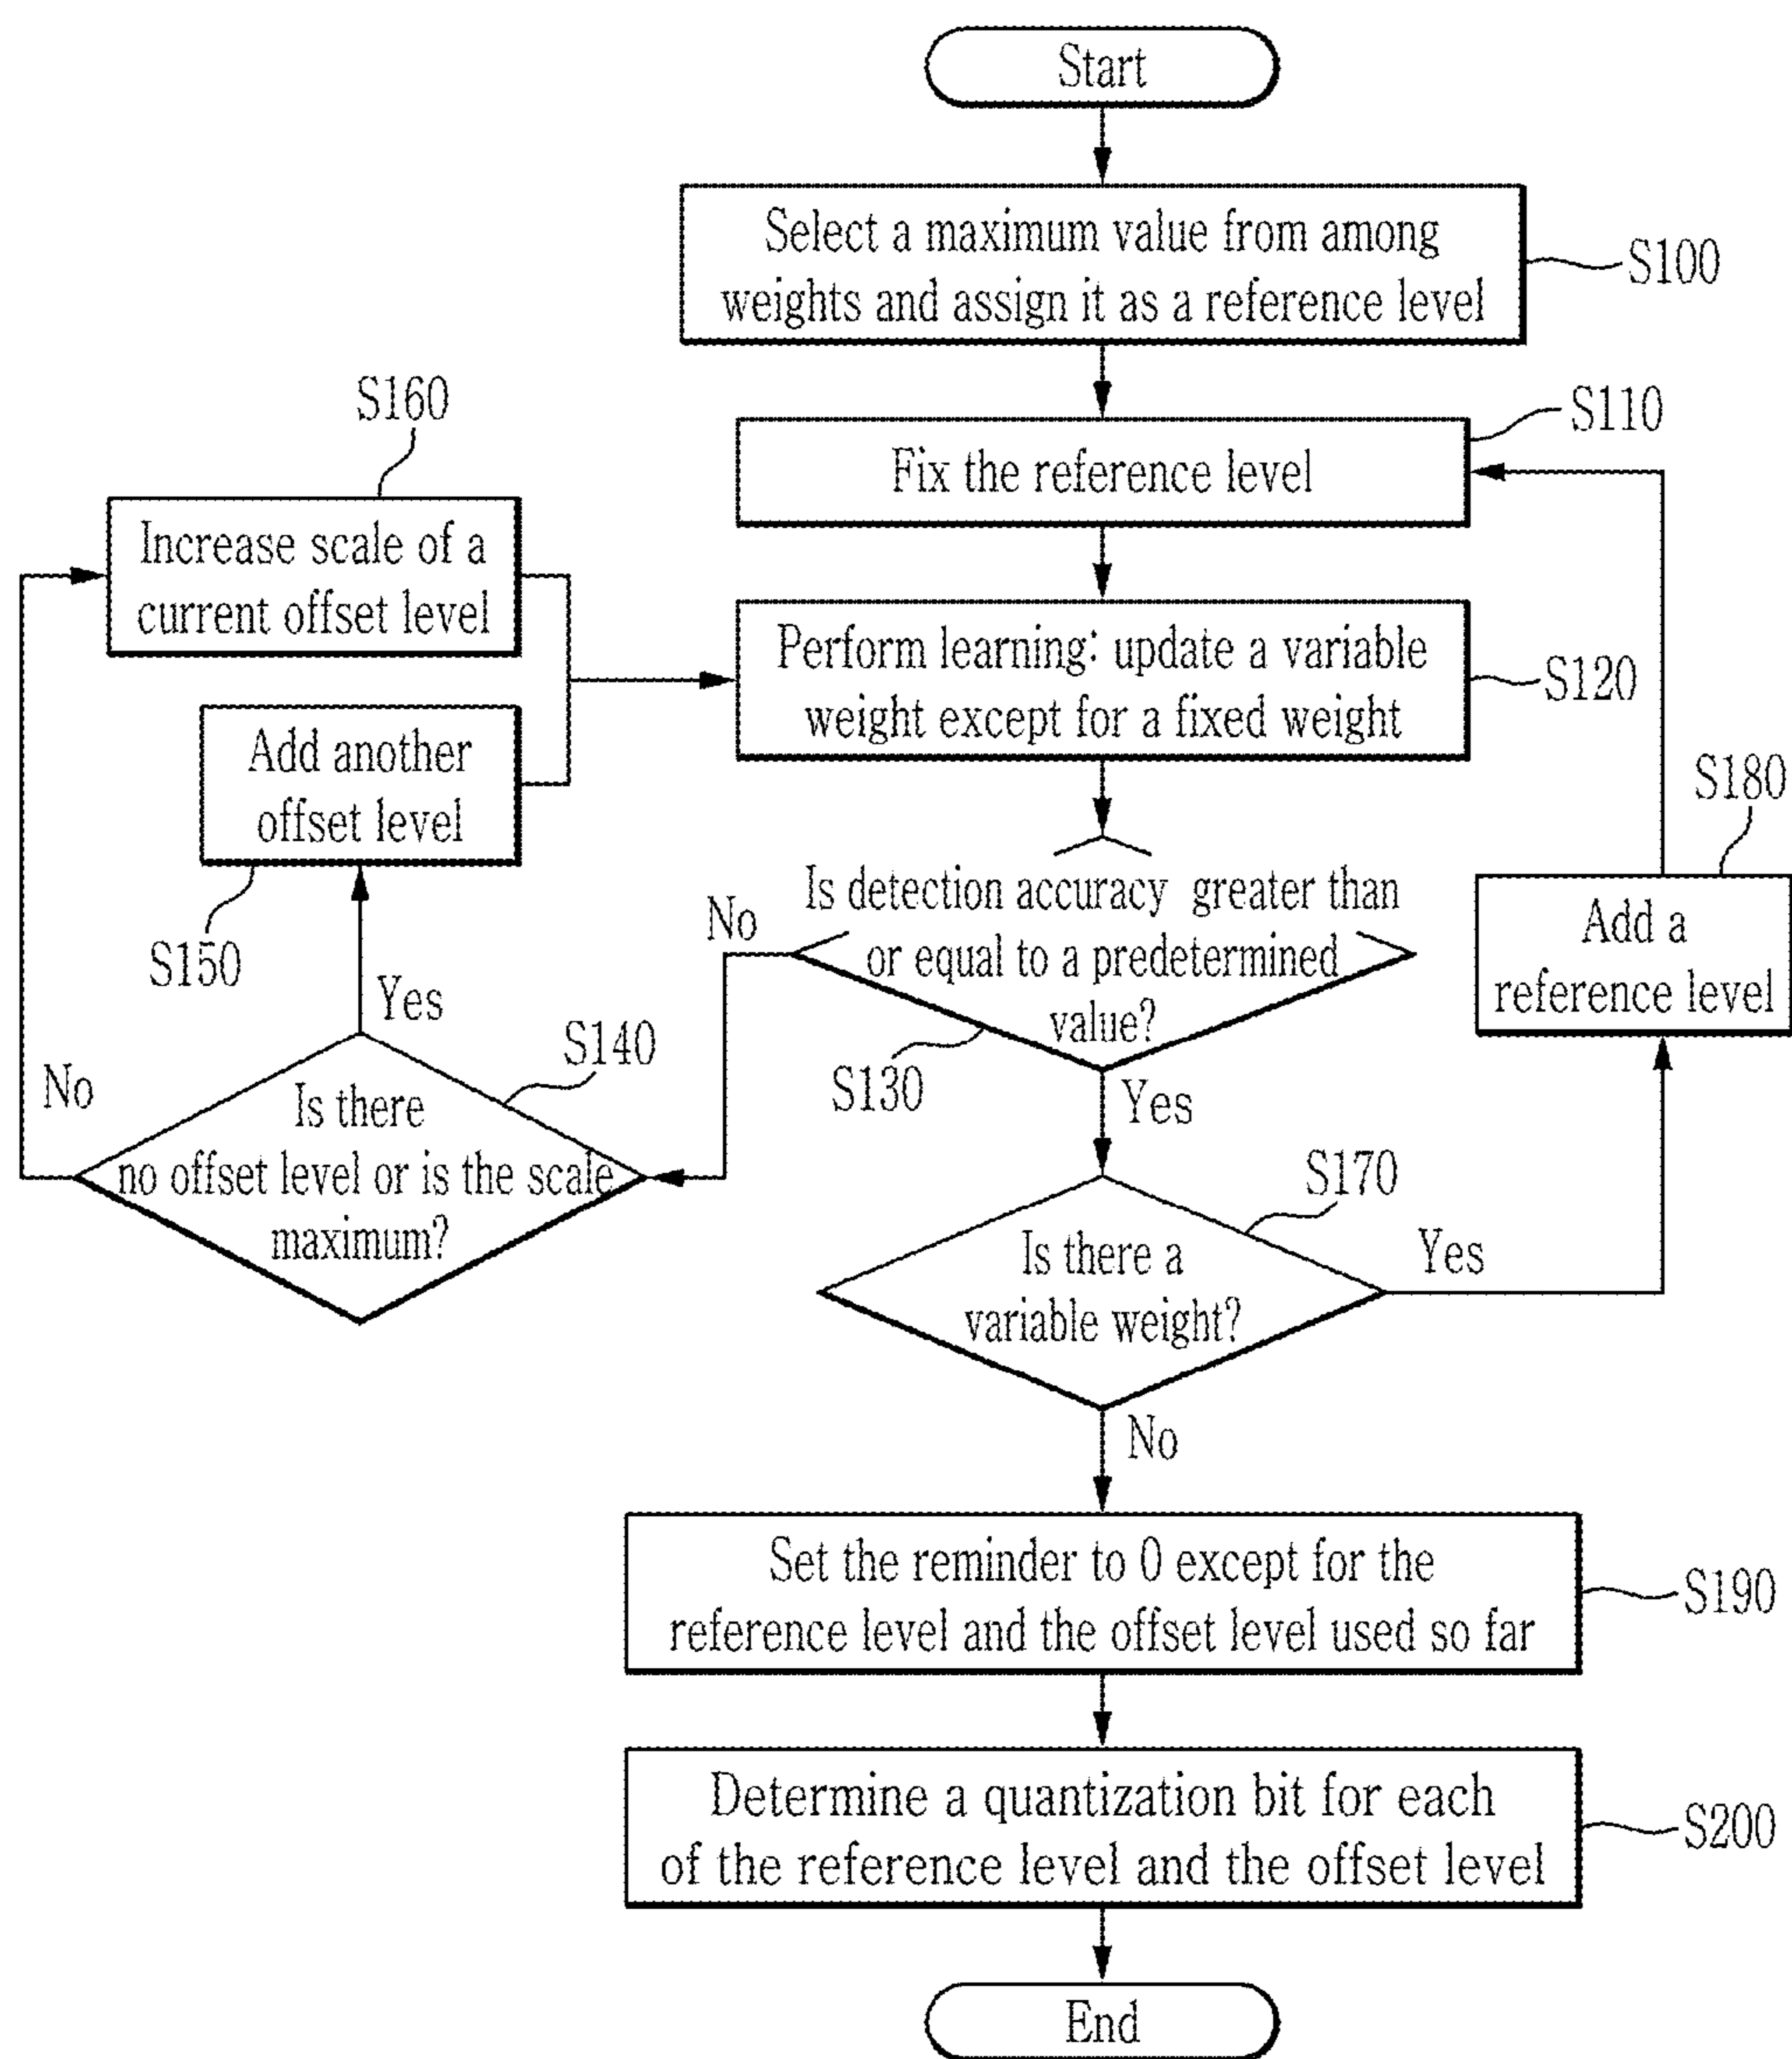 Start
Select a maximum value from among
weights and assign it as a reference level
S100
S160
S110
Fix the reference level
Increase scale of a
current offset level
Perform learning: update a variable
weight except for a fixed weight
S120
Add another
offset level
S180
S150
No
Is detection accuracy greater than
or equal to a predetermined
value?
Add a
reference level
Yes
S140
S130
No
Is there
no offset level or is the scale
maximum?
Yes
S170
Is there a
variable weight?
Yes
No
Set the reminder to 0 except for the
reference level and the offset level used so far
S190
Determine a quantization bit for each
of the reference level and the offset level
S200
End